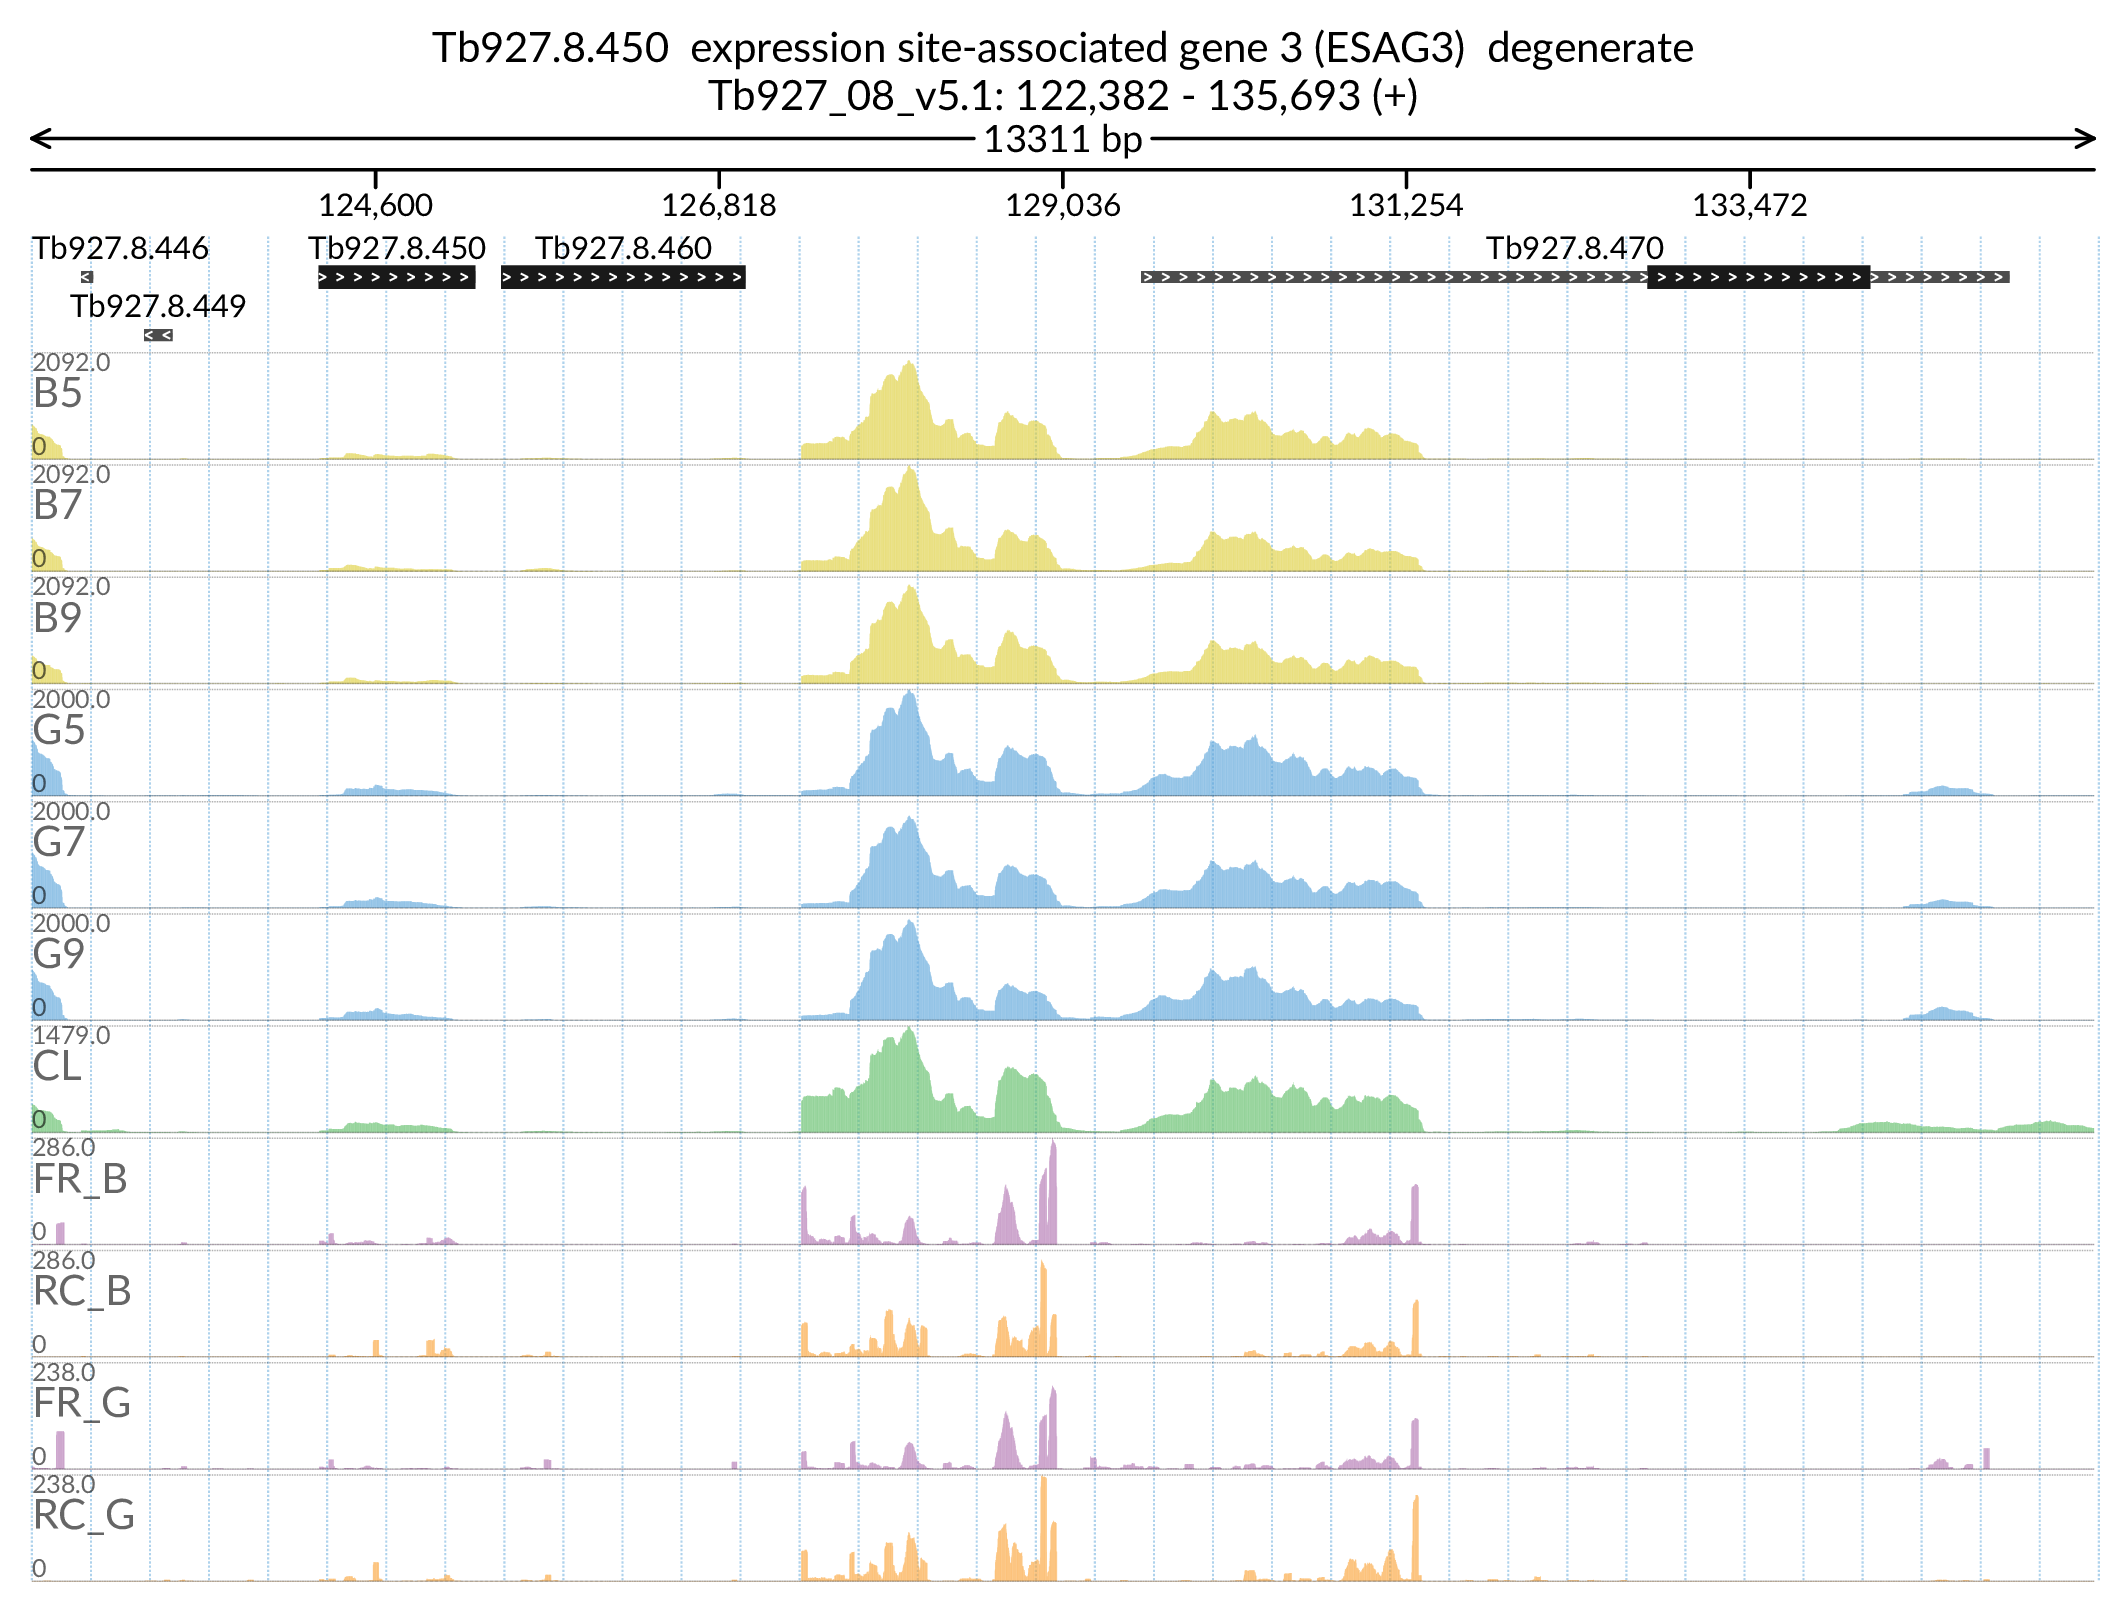 Tb927.8.450  expression site-associated gene 3 (ESAG3)  degenerate
Tb927_08_v5.1: 122,382 - 135,693 (+)
13311 bp
124,600 126,818 129,036 131,254 133,472
Tb927.8.446 Tb927.8.450 Tb927.8.460 Tb927.8.470
Tb927.8.449
2092.0
B5
0
2092.0
B7
0
2092.0
B9
0
2000.0
G5
0
2000.0
G7
0
2000.0
G9
0
1479.0
CL
0
286.0
FR_B
0
286.0
RC_B
0
238.0
FR_G
0
238.0
RC_G
0